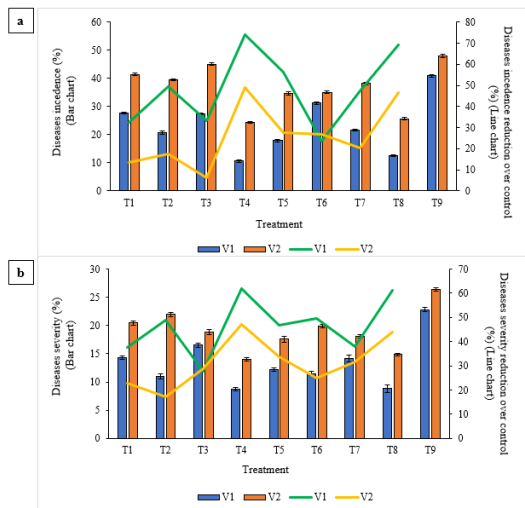 a
Diseases incedence (%)
(Bar chart)
60
50
40
30
20
10
0
80
70
60
50
40
30
20
10
0
Diseases incedence reduction over control
(%) (Line chart)
T1 T2 T3 T4 T5 T6 T7 T8 T9
Treatment
V1 V2 V1 V2
b
Diseases severity (%)
(Bar chart)
30
25
20
15
10
5
0
70
60
50
40
30
20
10
0
Diseases severity reduction over control
(%) (Line chart)
T1 T2 T3 T4 T5 T6 T7 T8 T9
Treatment
V1 V2 V1 V2